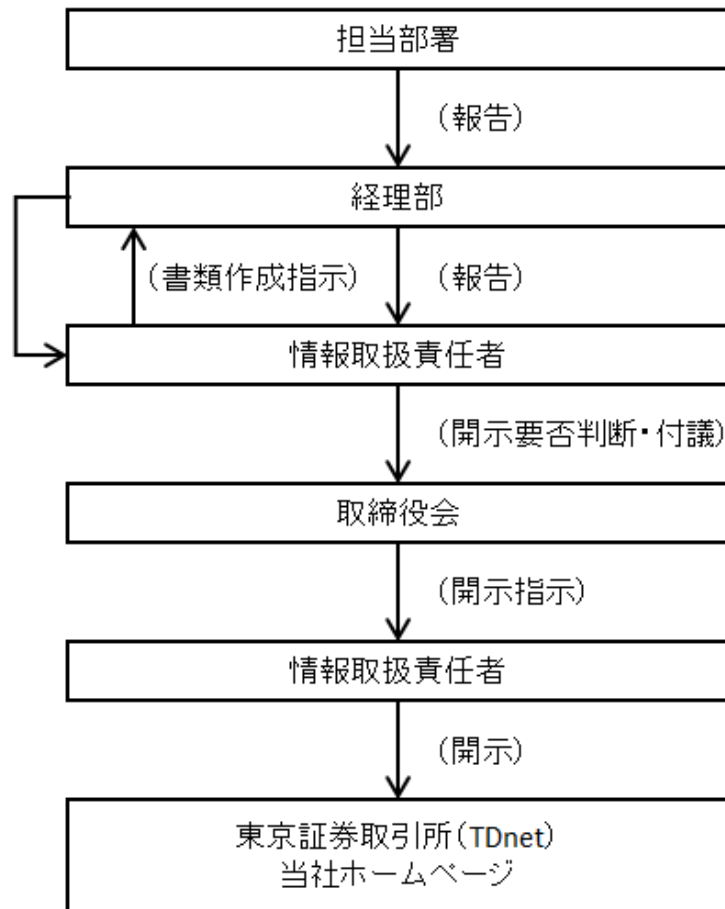 担当部署
（報告）
経理部
（書類作成指示）
（報告）
情報取扱責任者
（開示要否判断・付議）
取締役会
（開示指示）
情報取扱責任者
（開示）
東京証券取引所（TDnet）
当社ホームページ